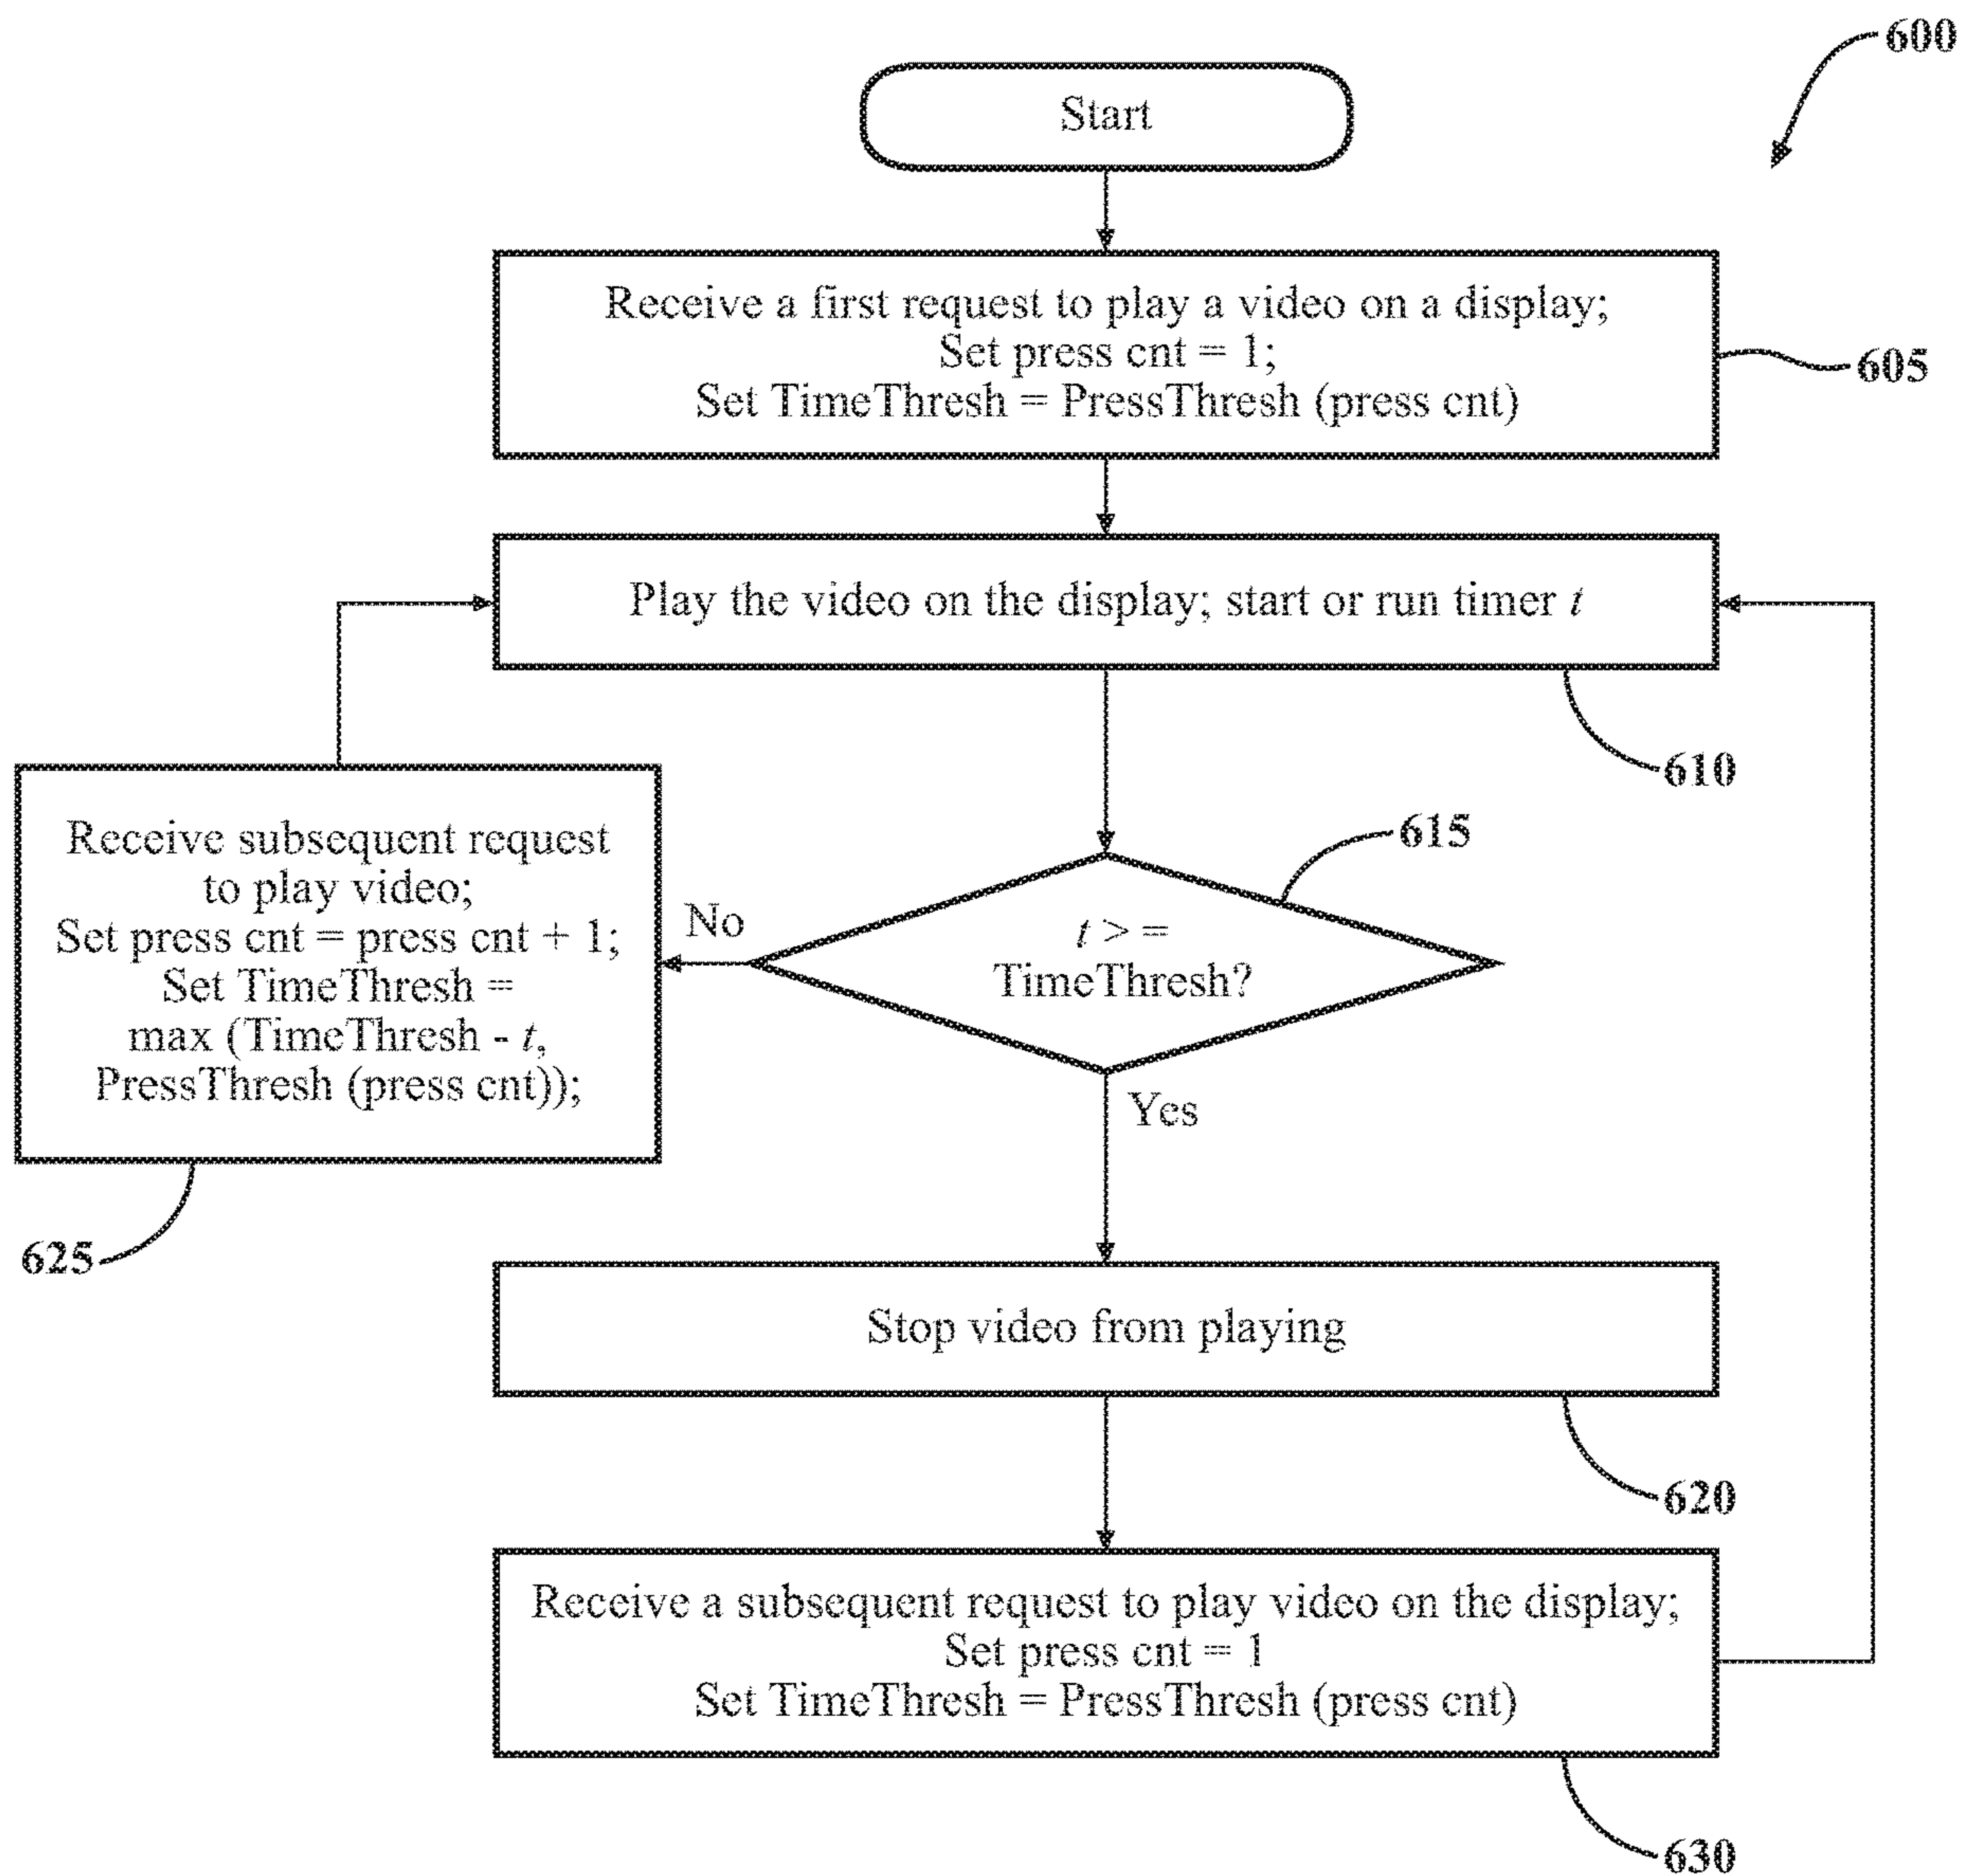 600
Start
Receive a first request to play a video on a display;
Set press cnt = 1;
Set TimeThresh = PressThresh (press cnt)
605
Play the video on the display; start or run timer t
610
615
Receive subsequent request
to play video;
Set press cnt = press cnt + 1;
Set TimeThresh =
max (TimeThresh - t,
PressThresh (press cnt));
No
t > =
TimeThresh?
Yes
625
Stop video from playing
620
Receive a subsequent request to play video on the display;
Set press cnt = 1
Set TimeThresh = PressThresh (press cnt)
630